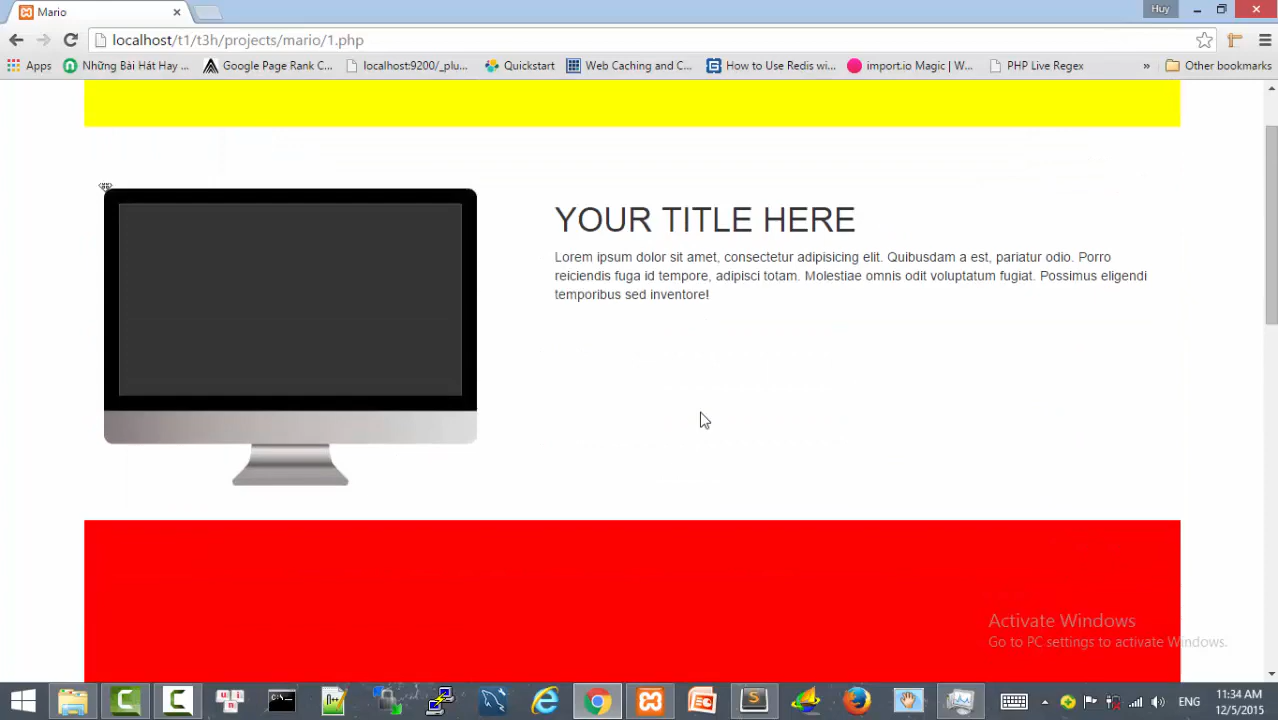 Mario
Huy
localhost/t1/t3h/projects/mario/1.php
Apps
Những Bài Hát Hay ...
Google Page Rank C...
localhost:9200/_plu...
Quickstart
Web Caching and C...
How to Use Redis wi...
import.io Magic | W...
PHP Live Regex
»
Other bookmarks
YOUR TITLE HERE
Lorem ipsum dolor sit amet, consectetur adipisicing elit. Quibusdam a est, pariatur odio. Porro
reiciendis fuga id tempore, adipisci totam. Molestiae omnis odit voluptatum fugiat. Possimus eligendi
temporibus sed inventore!
Activate Windows
Go to PC settings to activate Windows.
ENG
11:34 AM
12/5/2015